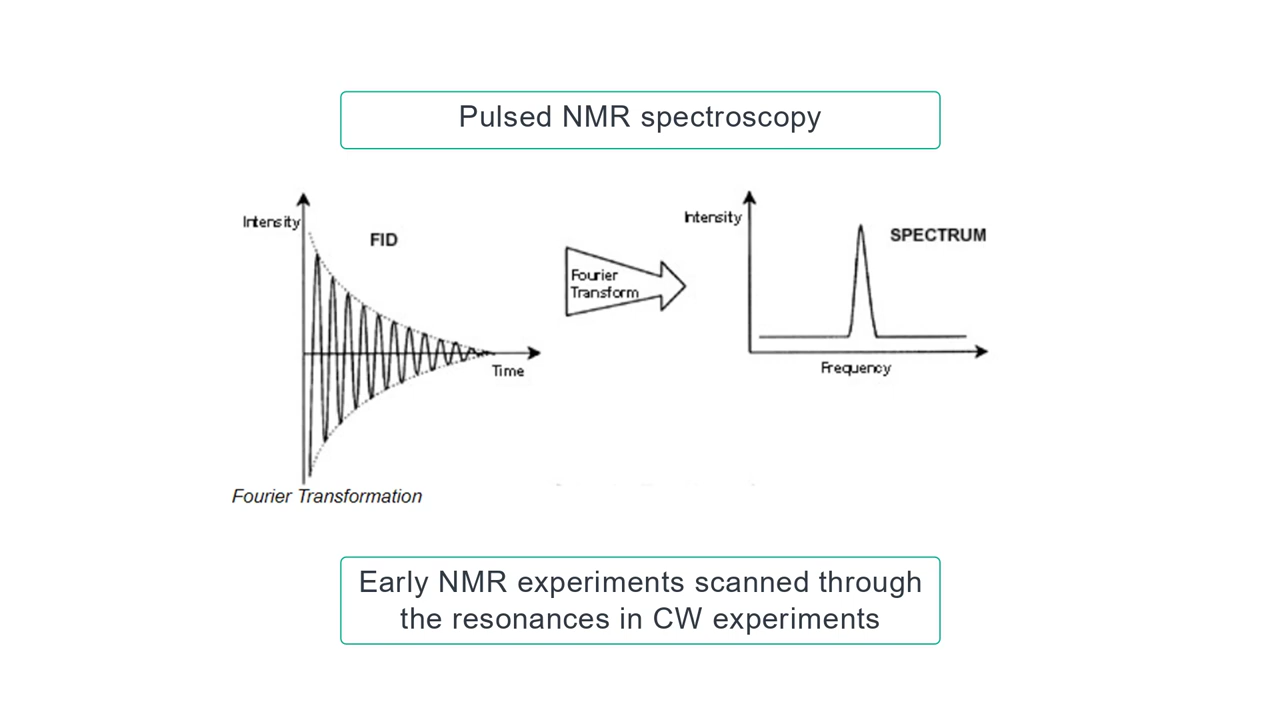 Pulsed NMR spectroscopy
Intensity
FID
Time
Fourier Transformation
Fourier
Transform
Intensity
SPECTRUM
Frequency
Early NMR experiments scanned through
the resonances in CW experiments